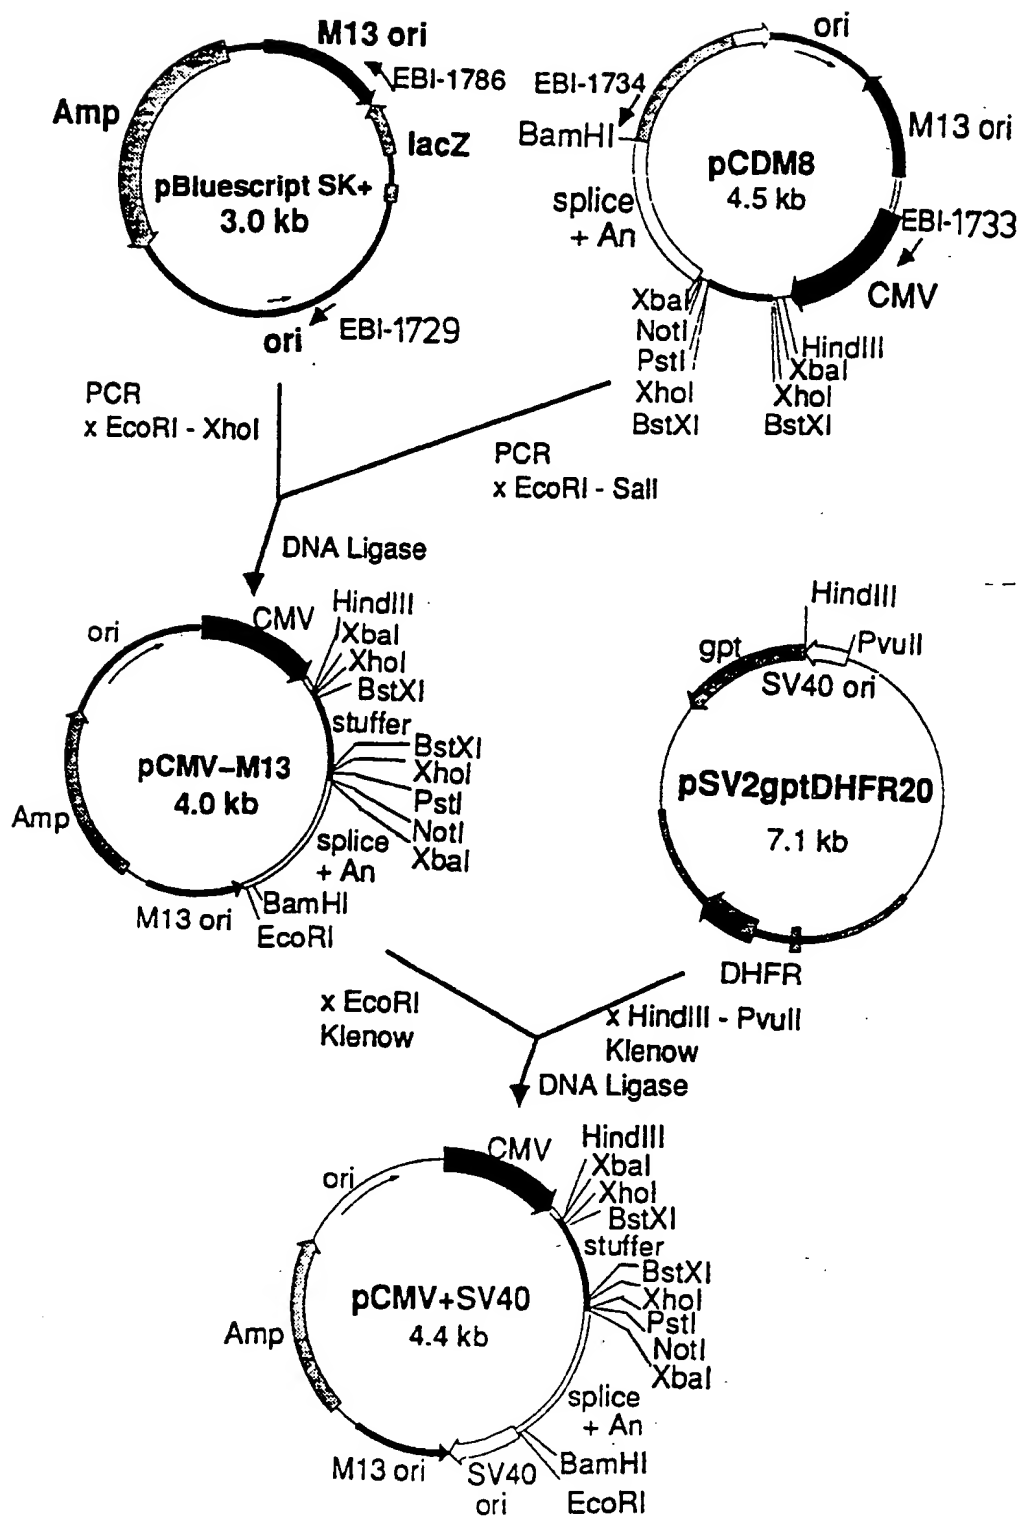 M13 ori
EBI-1786
Amp
lacZ
pBluescript SK+
3.0 kb
ori
EBI-1729
ori
EBI-1734
BamHI
M13 ori
pCDM8
4.5 kb
splice
+ An
EBI-1733
CMV
XbaI
NotI
PstI
XhoI
BstXI
HindIII
XbaI
XhoI
BstXI
PCR
x EcoRI - XhoI
PCR
x EcoRI - SalI
DNA Ligase
CMV
HindIII
XbaI
XhoI
BstXI
ori
stuffer
BstXI
XhoI
PstI
NotI
XbaI
pCMV–M13
4.0 kb
Amp
splice
+ An
M13 ori
BamHI
EcoRI
HindIII
gpt
PvuII
SV40 ori
pSV2gptDHFR20
7.1 kb
DHFR
x EcoRI
Klenow
x HindIII - PvuII
Klenow
DNA Ligase
CMV
HindIII
XbaI
XhoI
BstXI
ori
stuffer
BstXI
XhoI
PstI
NotI
XbaI
pCMV+SV40
4.4 kb
Amp
splice
+ An
M13 ori
SV40
ori
BamHI
EcoRI